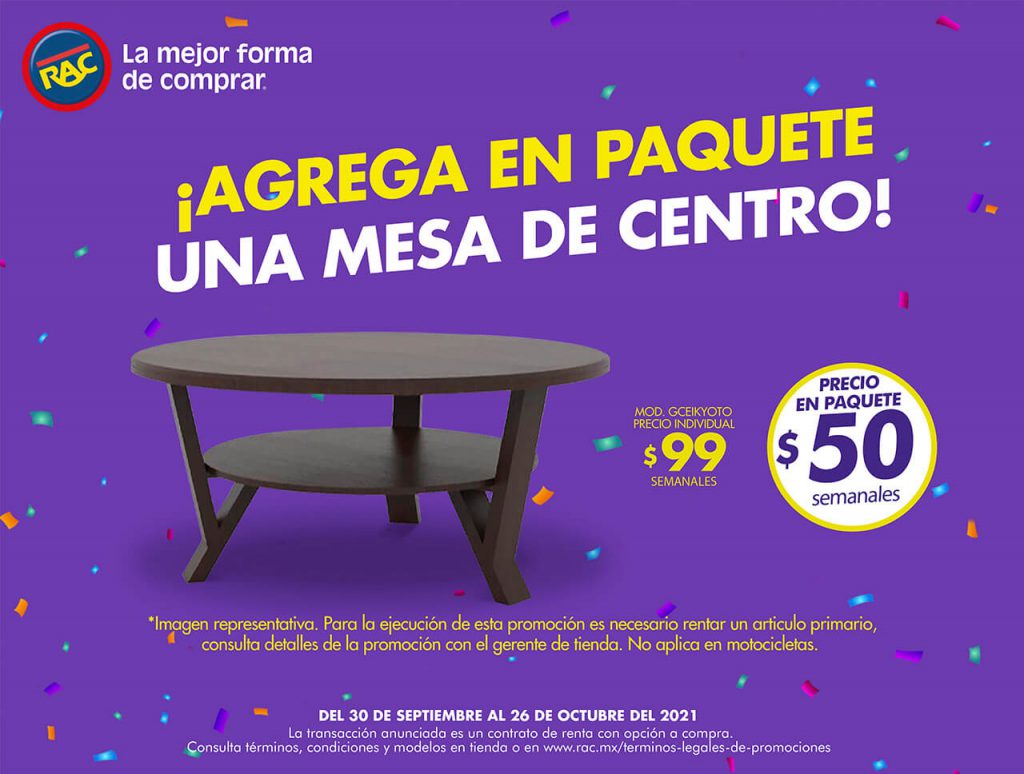 RAC
La mejor forma
de comprar®
¡AGREGA EN PAQUETE
UNA MESA DE CENTRO!
MOD. GCEIKYOTO
PRECIO INDIVIDUAL
$99
SEMANALES
PRECIO
EN PAQUETE
$50
semanales
*Imagen representativa. Para la ejecución de esta promoción es necesario rentar un articulo primario,
consulta detalles de la promoción con el gerente de tienda. No aplica en motocicletas.
DEL 30 DE SEPTIEMBRE AL 26 DE OCTUBRE DEL 2021
La transacción anunciada es un contrato de renta con opción a compra.
Consulta términos, condiciones y modelos en tienda o en www.rac.mx/terminos-legales-de-promociones